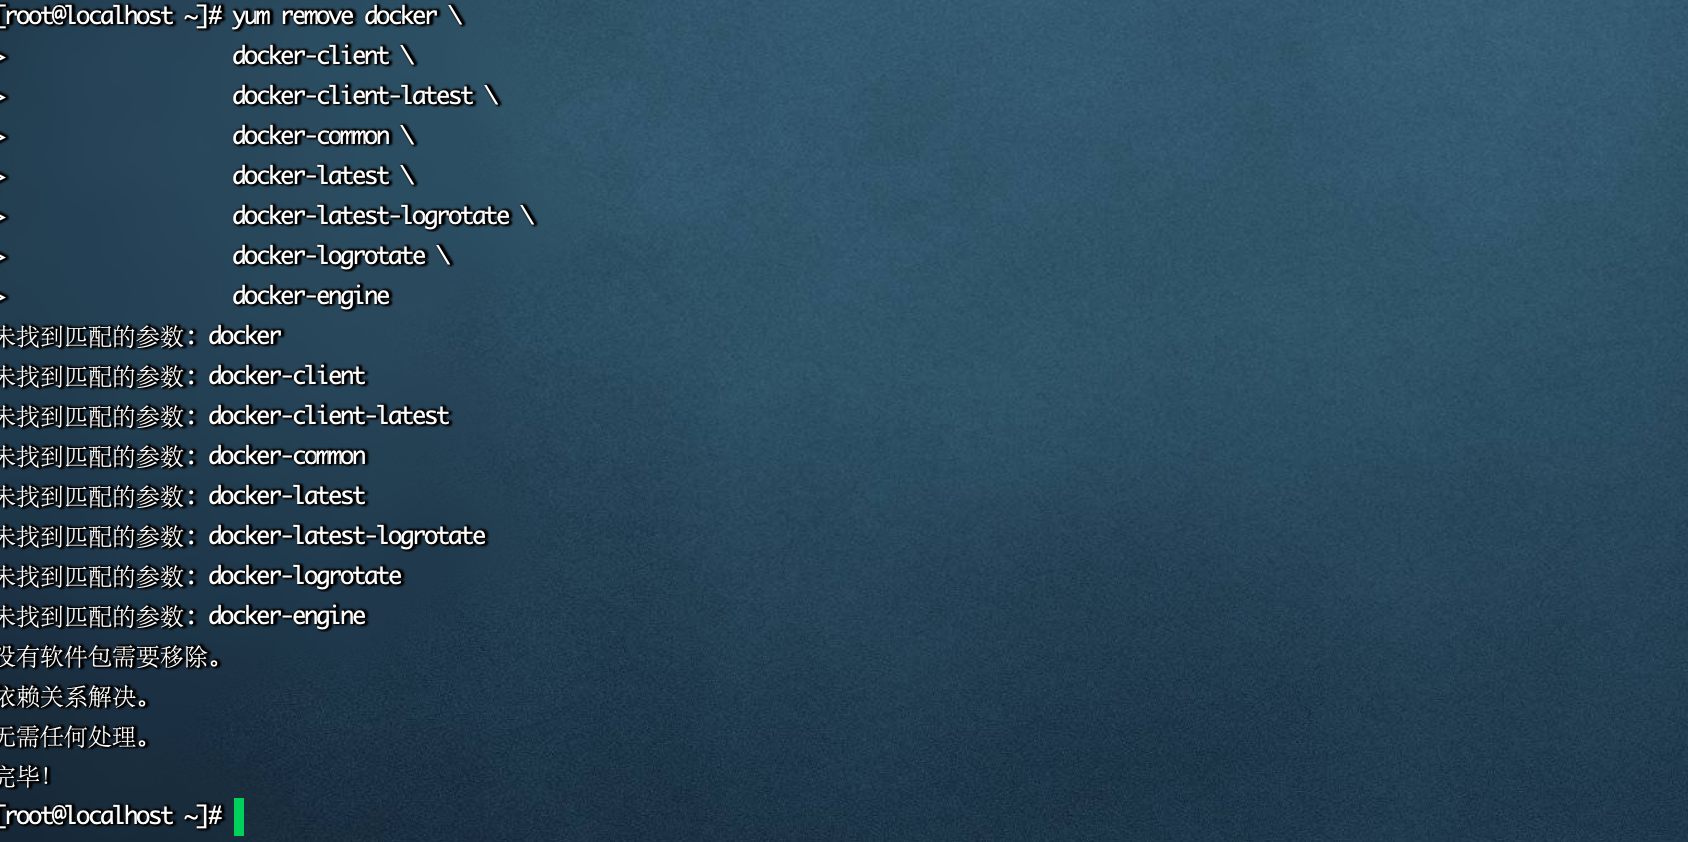 [root@localhost ~]# yum remove docker \
> docker-client \
> docker-client-latest \
> docker-common \
> docker-latest \
> docker-latest-logrotate \
> docker-logrotate \
> docker-engine
未找到匹配的参数: docker
未找到匹配的参数: docker-client
未找到匹配的参数: docker-client-latest
未找到匹配的参数: docker-common
未找到匹配的参数: docker-latest
未找到匹配的参数: docker-latest-logrotate
未找到匹配的参数: docker-logrotate
未找到匹配的参数: docker-engine
没有软件包需要移除。
依赖关系解决。
无需任何处理。
完毕!
[root@localhost ~]#